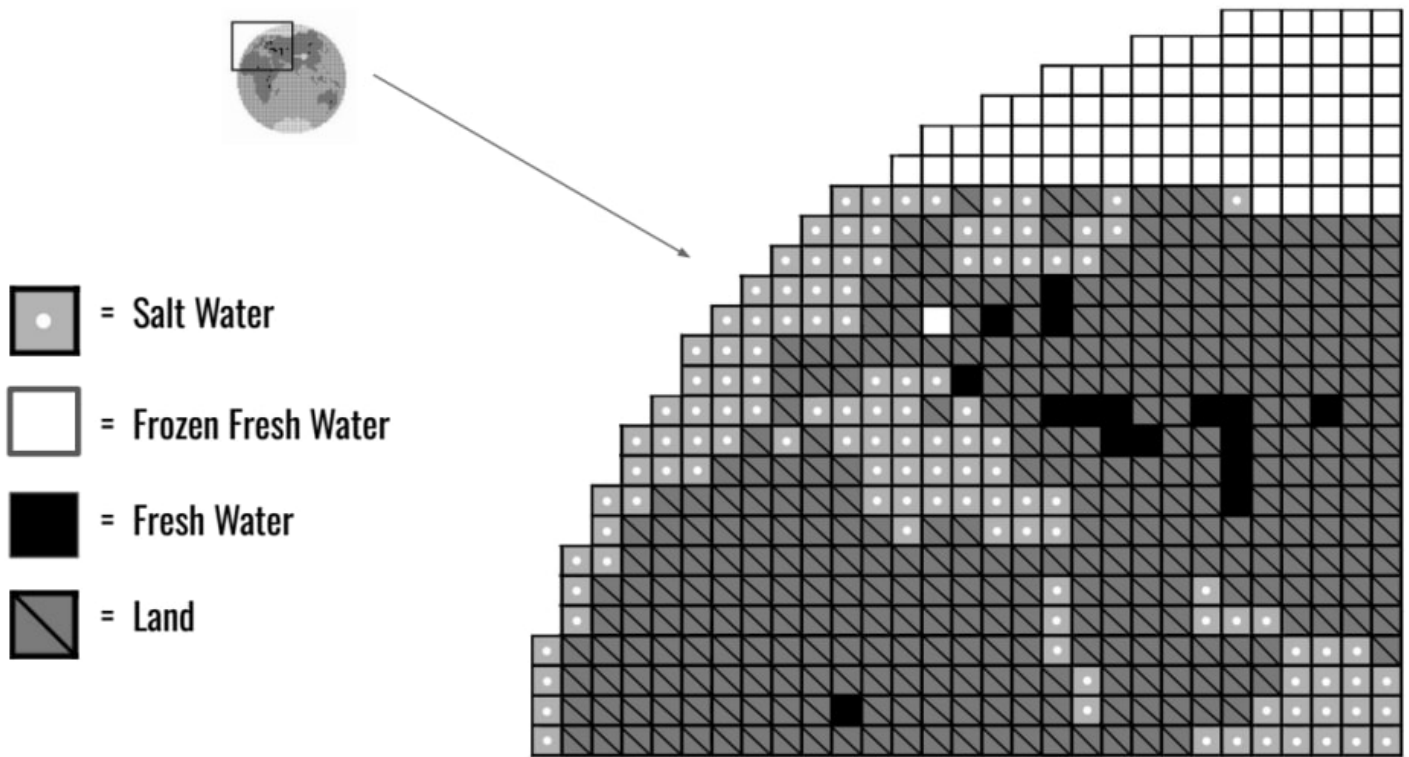 = Salt Water
= Frozen Fresh Water
= Fresh Water
= Land